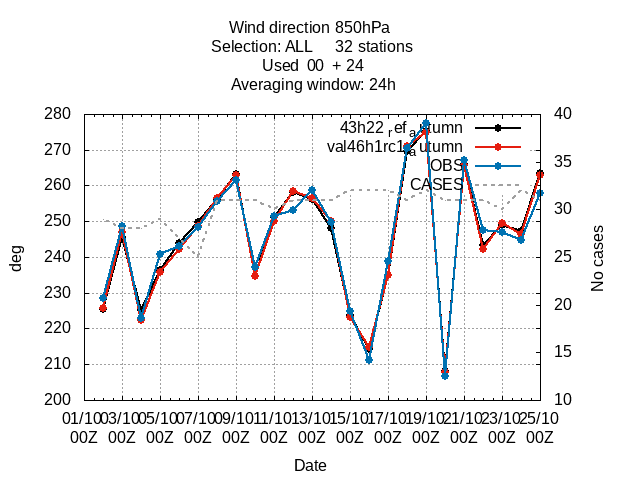 Wind direction 850hPa
Selection: ALL 32 stations
Used 00 + 24
Averaging window: 24h
280
270
260
250
240
230
220
210
200
deg
40
35
30
25
20
15
10
No cases
43h22_ref_autumn
val46h1rc1_autumn
OBS
CASES
01/10 03/10 05/10 07/10 09/10 11/10 13/10 15/10 17/10 19/10 21/10 23/10 25/10
00Z 00Z 00Z 00Z 00Z 00Z 00Z 00Z 00Z 00Z 00Z 00Z 00Z
Date